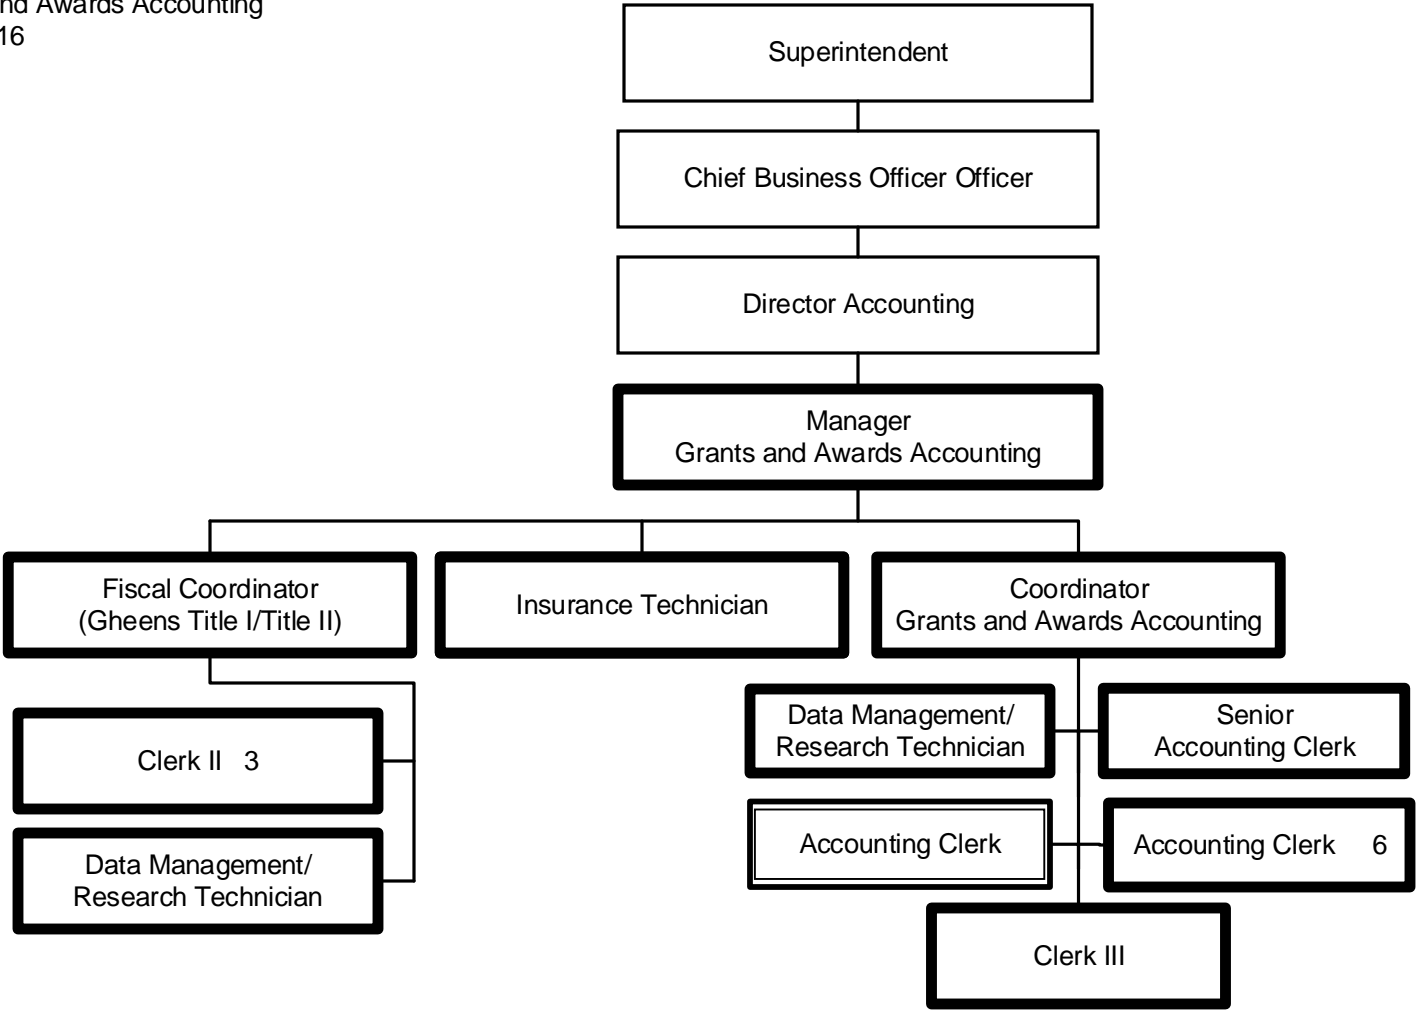 and Awards Accounting
16
Superintendent
Chief Business Officer Officer
Director Accounting
Manager
Grants and Awards Accounting
Fiscal Coordinator
(Gheens Title I/Title II)
Insurance Technician
Coordinator
Grants and Awards Accounting
Clerk II 3
Data Management/
Research Technician
Data Management/
Research Technician
Senior
Accounting Clerk
Accounting Clerk
Accounting Clerk 6
Clerk III